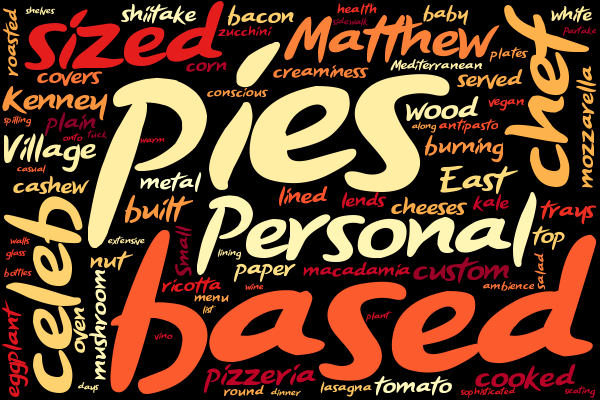 shelves
shiitake
bacon
health
baby
white
sidewalk
roasted
sized
zucchini
Matthew
chef
Partake
corn
plates
covers
creaminess
Mediterranean
served
Kenney
pies
conscious
vegan
mozzarella
spilling
plain
wood
onto
tuck
warm
along
antipasto
Village
burning
casual
metal
East
cashew
lined
lends
cheeses
kale
trays
built
Personal
celeb
walls
extensive
small
top
glass
lining
nut
paper
macadamia
custom
bottles
ricotta
ambience
salad
oven
mushroom
menu
wine
based
eggplant
list
plant
vino
pizzeria
cooked
days
round
dinner
lasagna
tomato
sophisticated
seating